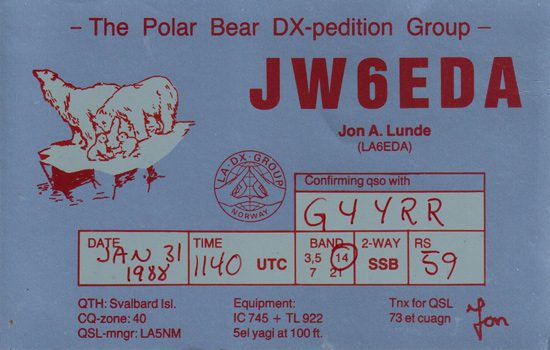 - The Polar Bear DX-pedition Group -
JW6EDA
Jon A. Lunde
(LA6EDA)
LA-DX-GROUP
NORWAY
Confirming qso with
G4YRR
DATE TIME BAND 2-WAY RS
JAN 31 1988 1140 UTC 3,5 14 7 21 SSB 59
QTH: Svalbard Isl. Equipment: Tnx for QSL
CQ-zone: 40 IC 745 + TL 922 73 et cuagn Jon
QSL-mngr: LA5NM 5el yagi at 100 ft.